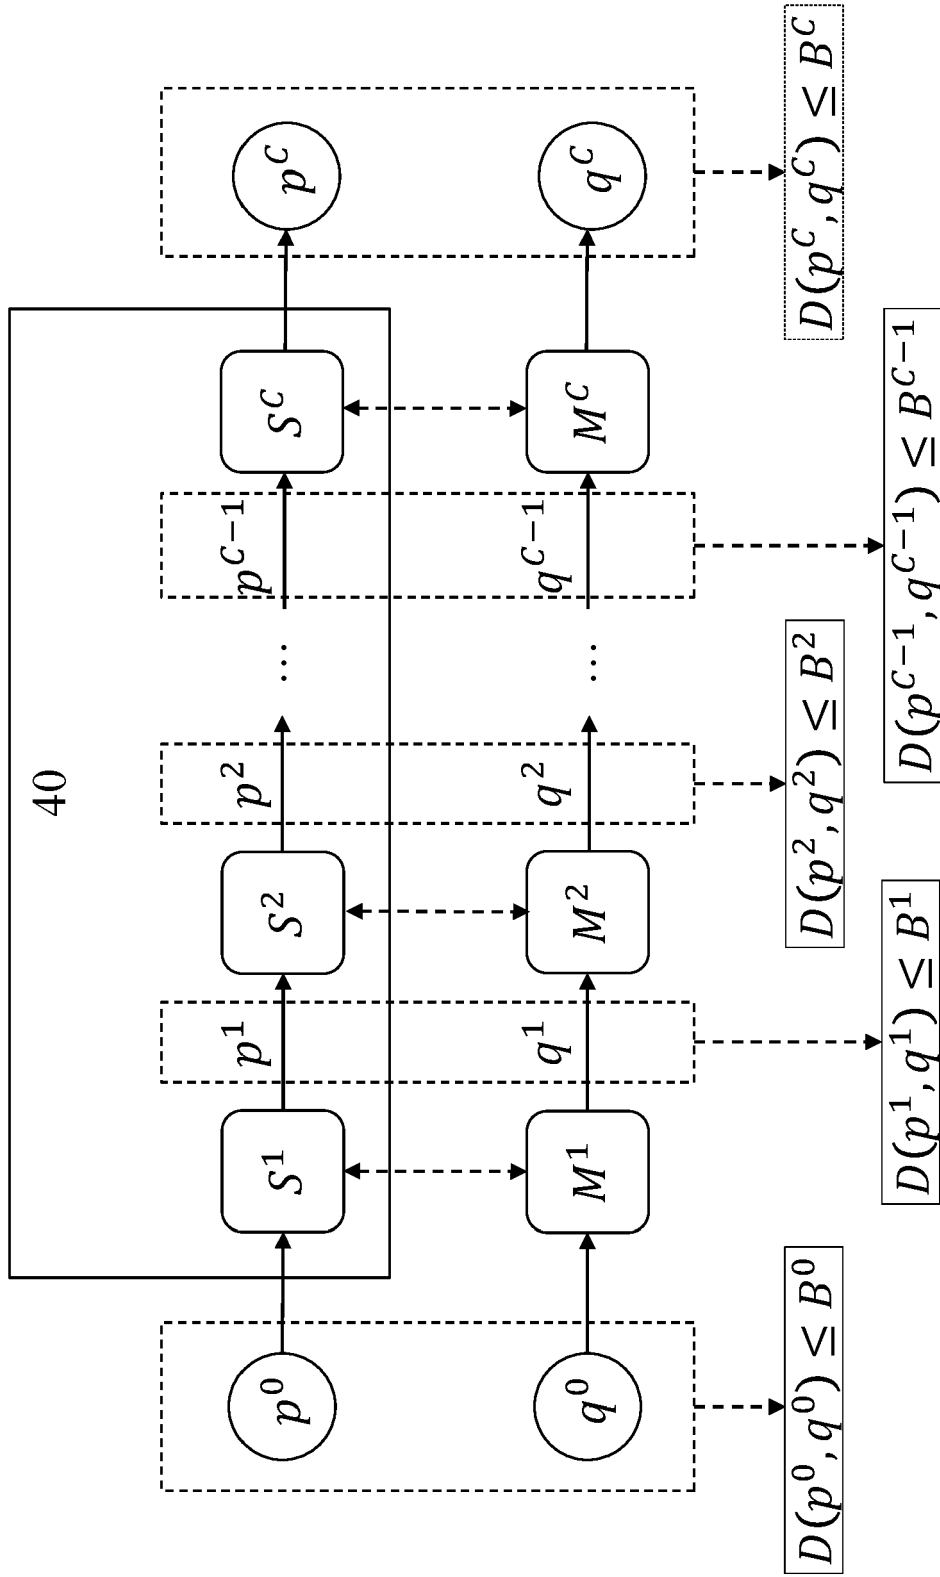 40
p^0 S^1 p^1 S^2 p^2 ... p^{C-1} S^C p^C
q^0 M^1 q^1 M^2 q^2 ... q^{C-1} M^C q^C
D(p^0, q^0) ≤ B^0
D(p^1, q^1) ≤ B^1
D(p^2, q^2) ≤ B^2
D(p^{C-1}, q^{C-1}) ≤ B^{C-1}
D(p^C, q^C) ≤ B^C